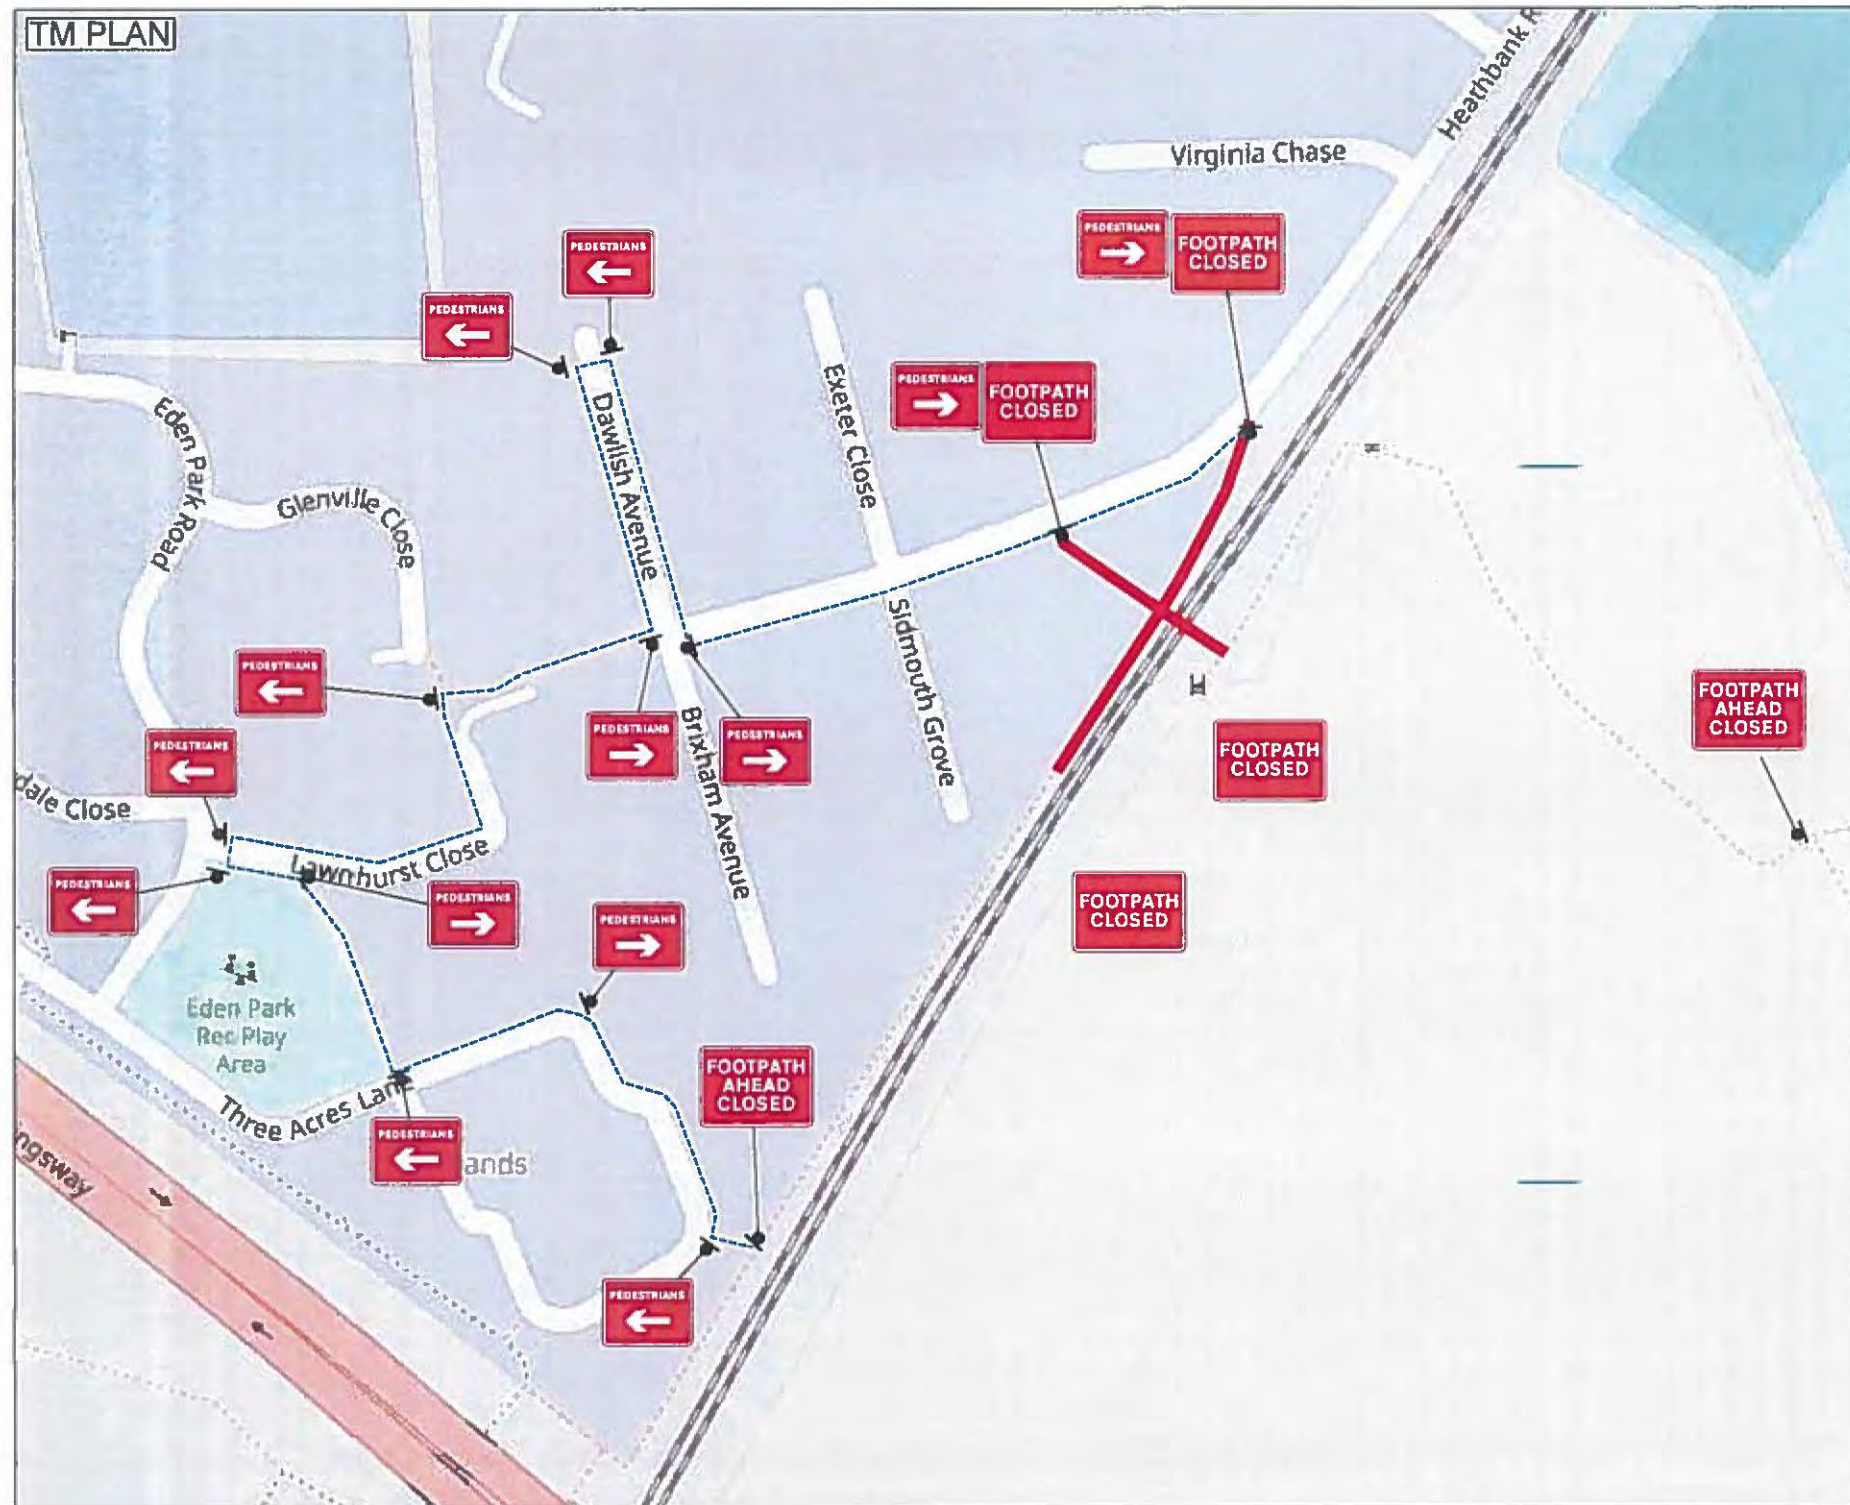 TM PLAN
Heathbank R
Virginia Chase
PEDESTRIANS
FOOTPATH
CLOSED
PEDESTRIANS
PEDESTRIANS
PEDESTRIANS
FOOTPATH
CLOSED
Exeter Close
Dawlish Avenue
Eden Park Road
Glenville Close
Sidmouth Grove
PEDESTRIANS
PEDESTRIANS
PEDESTRIANS
Brixham Avenue
FOOTPATH
AHEAD
CLOSED
FOOTPATH
CLOSED
PEDESTRIANS
dale Close
Lawnhurst Close
PEDESTRIANS
PEDESTRIANS
PEDESTRIANS
FOOTPATH
CLOSED
Eden Park
Rec Play
Area
FOOTPATH
AHEAD
CLOSED
Three Acres Lane
PEDESTRIANS
ands
ingsway
PEDESTRIANS